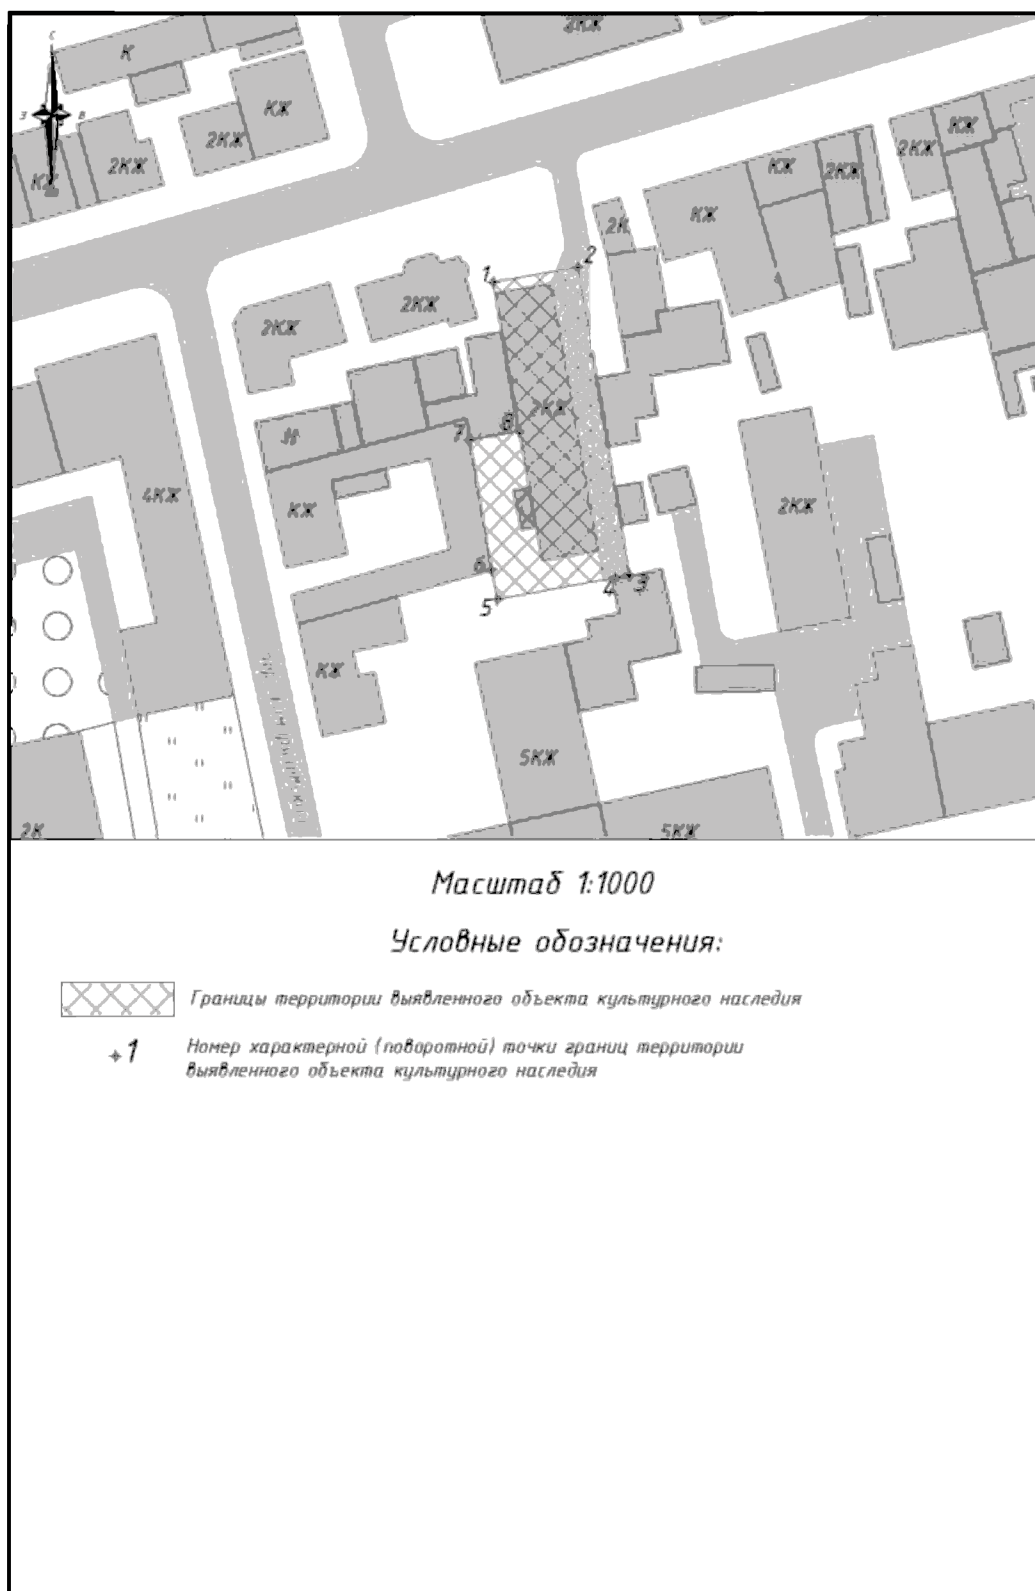 3КЖ
С
К
КЖ
З
В
2КЖ
2КЖ
КЖ
КЖ
КЖ
2КЖ
2КЖ
КЖ
2К
2
1
2КЖ
2КЖ
2КЖ
8
7
Н
4КЖ
КЖ
2КЖ
6
5
4
3
КЖ
5КЖ
2К
5КЖ
Масштаб 1:1000
Условные обозначения:
Границы территории выявленного объекта культурного наследия
1
Номер характерной (поворотной) точки границ территории
выявленного объекта культурного наследия